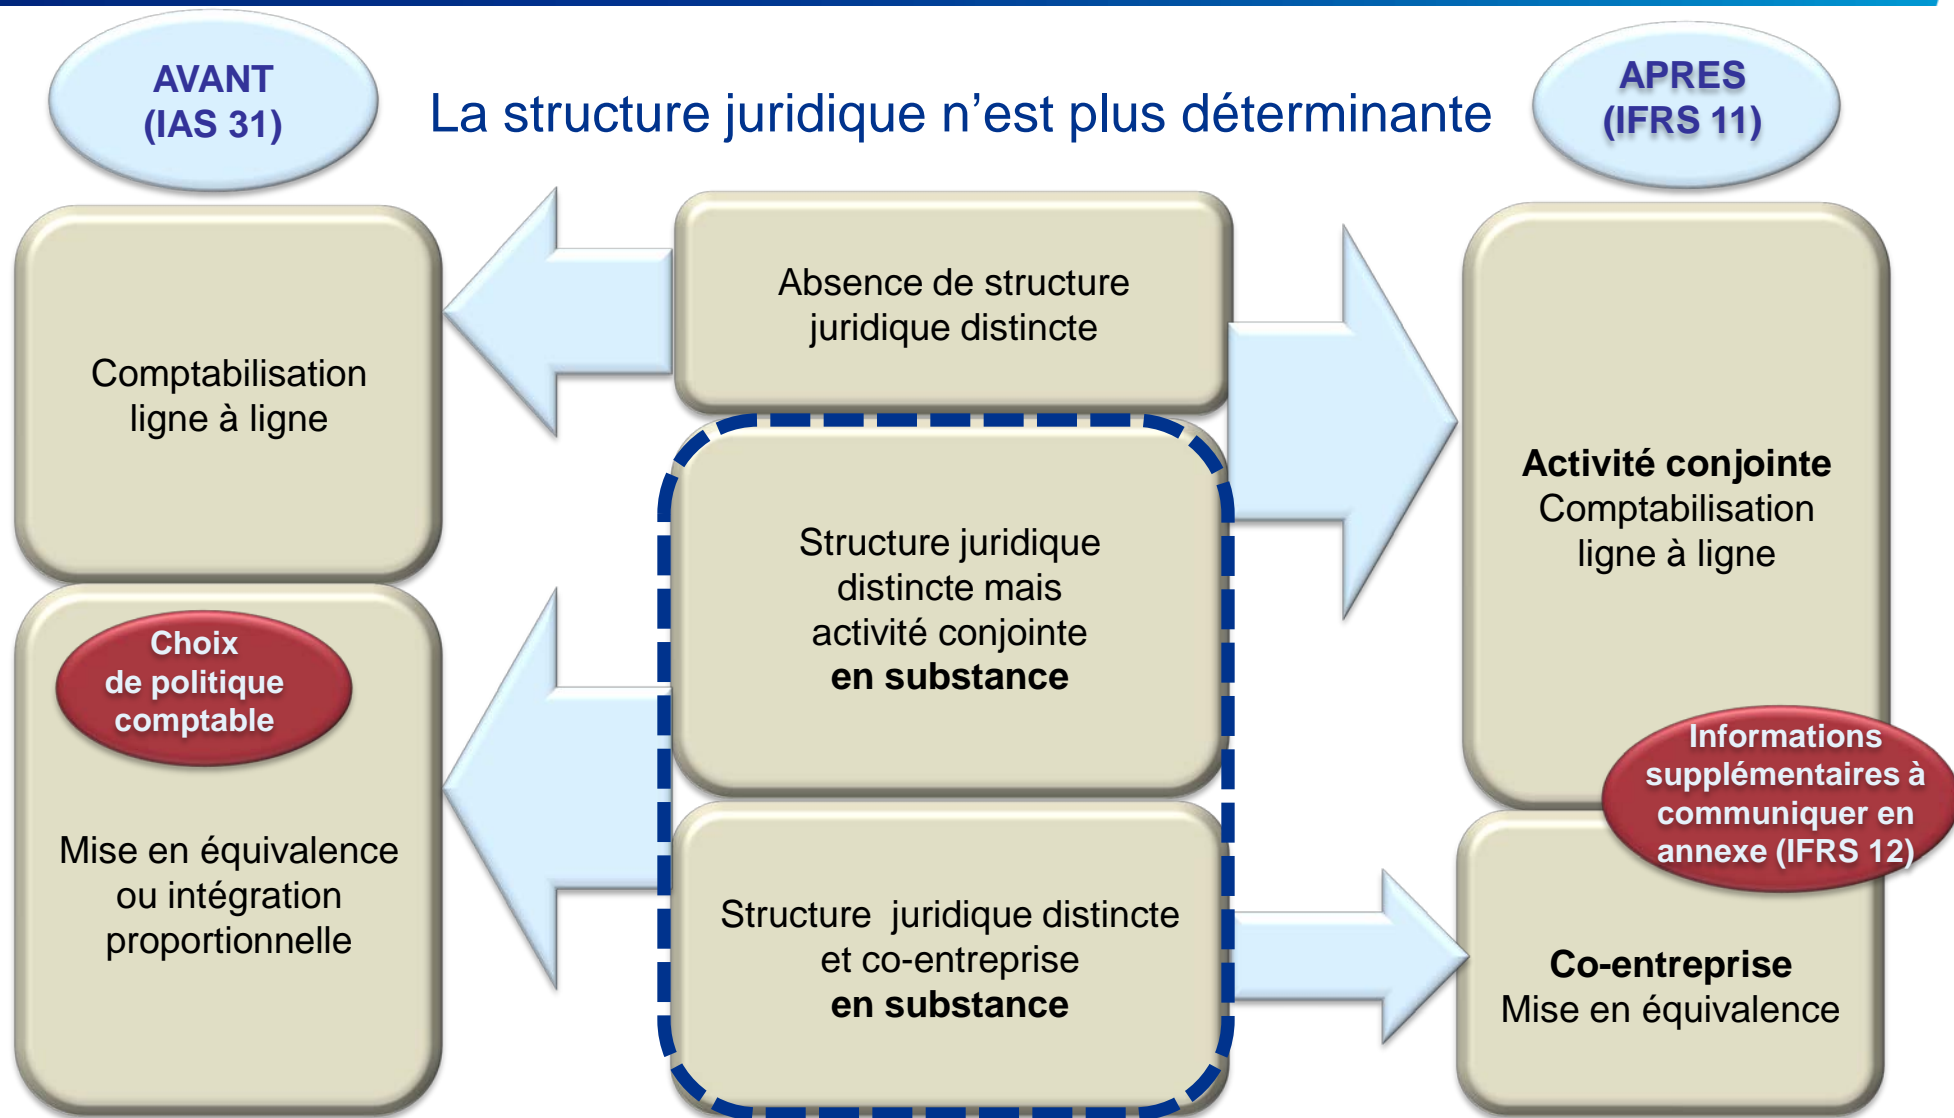 AVANT
(IAS 31)
La structure juridique n’est plus déterminante
APRES
(IFRS 11)
Comptabilisation
ligne à ligne
Choix
de politique
comptable
Mise en équivalence
ou intégration
proportionnelle
Absence de structure
juridique distincte
Structure juridique
distincte mais
activité conjointe
en substance
Structure juridique distincte
et co-entreprise
en substance
Activité conjointe
Comptabilisation
ligne à ligne
Informations
supplémentaires à
communiquer en
annexe (IFRS 12)
Co-entreprise
Mise en équivalence